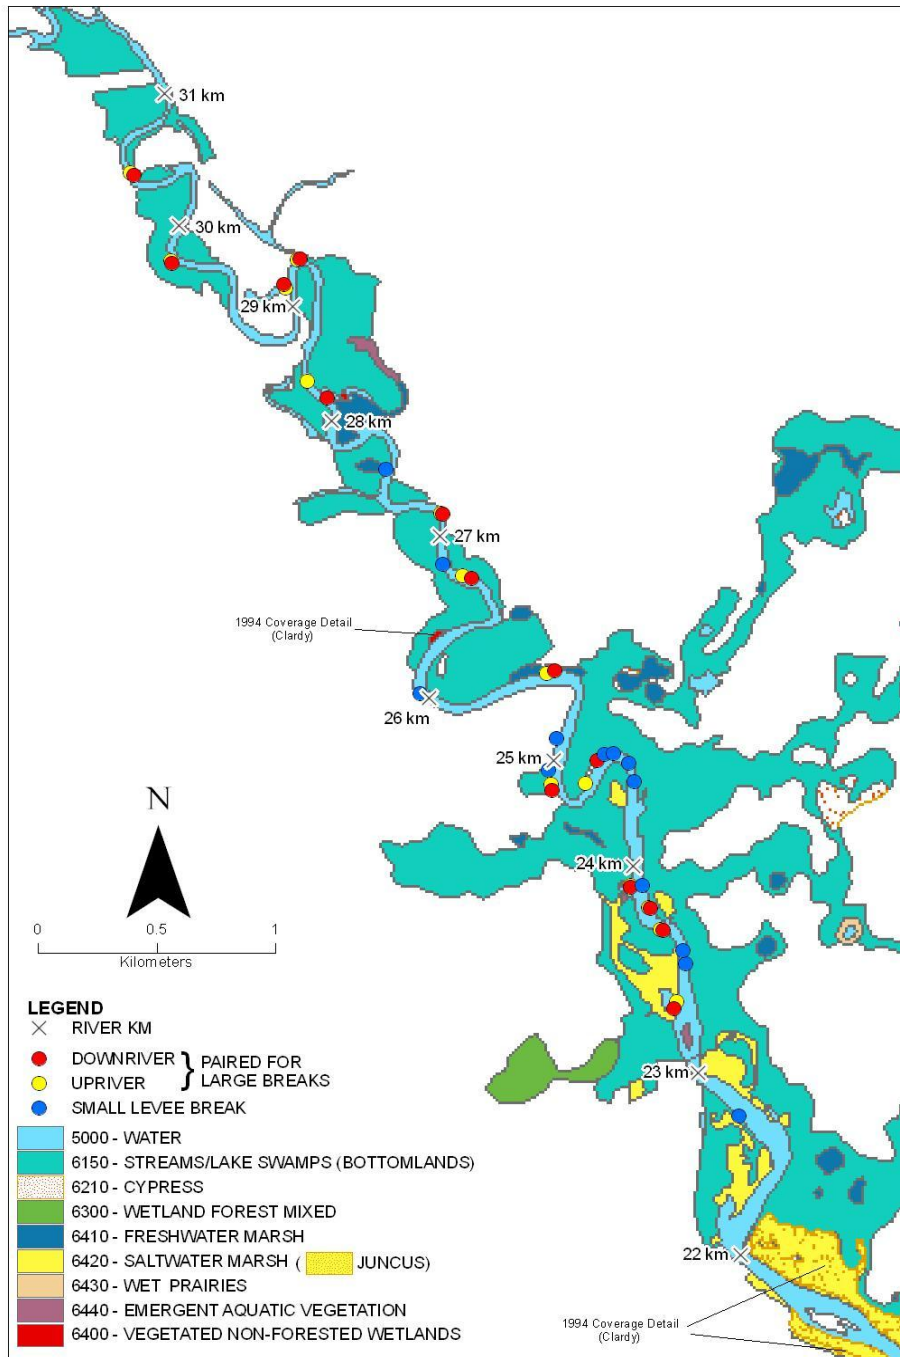 31 km
30 km
29 km
28 km
27 km
1994 Coverage Detail
(Clardy)
26 km
25 km
24 km
N
0 0.5 1
Kilometers
23 km
22 km
1994 Coverage Detail
(Clardy)
LEGEND
RIVER KM
DOWNRIVER } PAIRED FOR
UPRIVER LARGE BREAKS
SMALL LEVEE BREAK
5000 - WATER
6150 - STREAMS/LAKE SWAMPS (BOTTOMLANDS)
6210 - CYPRESS
6300 - WETLAND FOREST MIXED
6410 - FRESHWATER MARSH
6420 - SALTWATER MARSH ( JUNCUS)
6430 - WET PRAIRIES
6440 - EMERGENT AQUATIC VEGETATION
6400 - VEGETATED NON-FORESTED WETLANDS